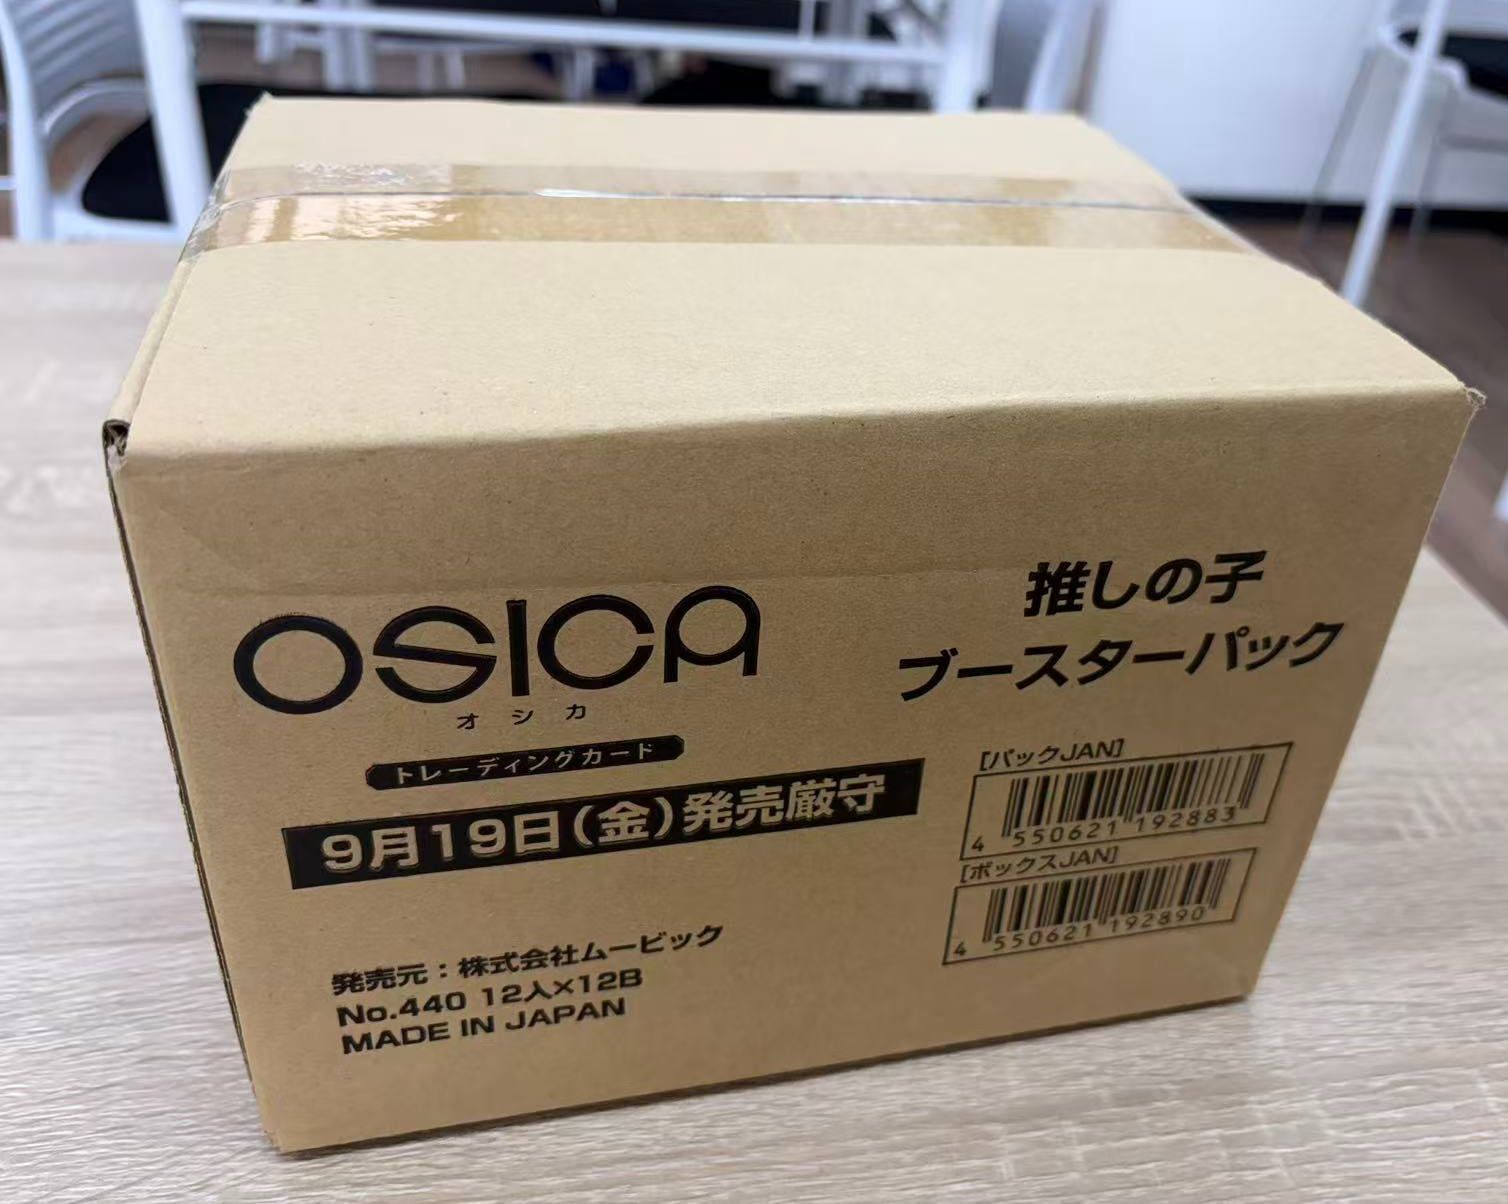 OSICA
オシカ
トレーディングカード
9月19日(金)発売厳守
発売元:株式会社ムービック
No.440 12入×12B
MADE IN JAPAN
推しの子
ブースターパック
[パックJAN]
4 550621 192883
[ボックスJAN]
4 550621 192890